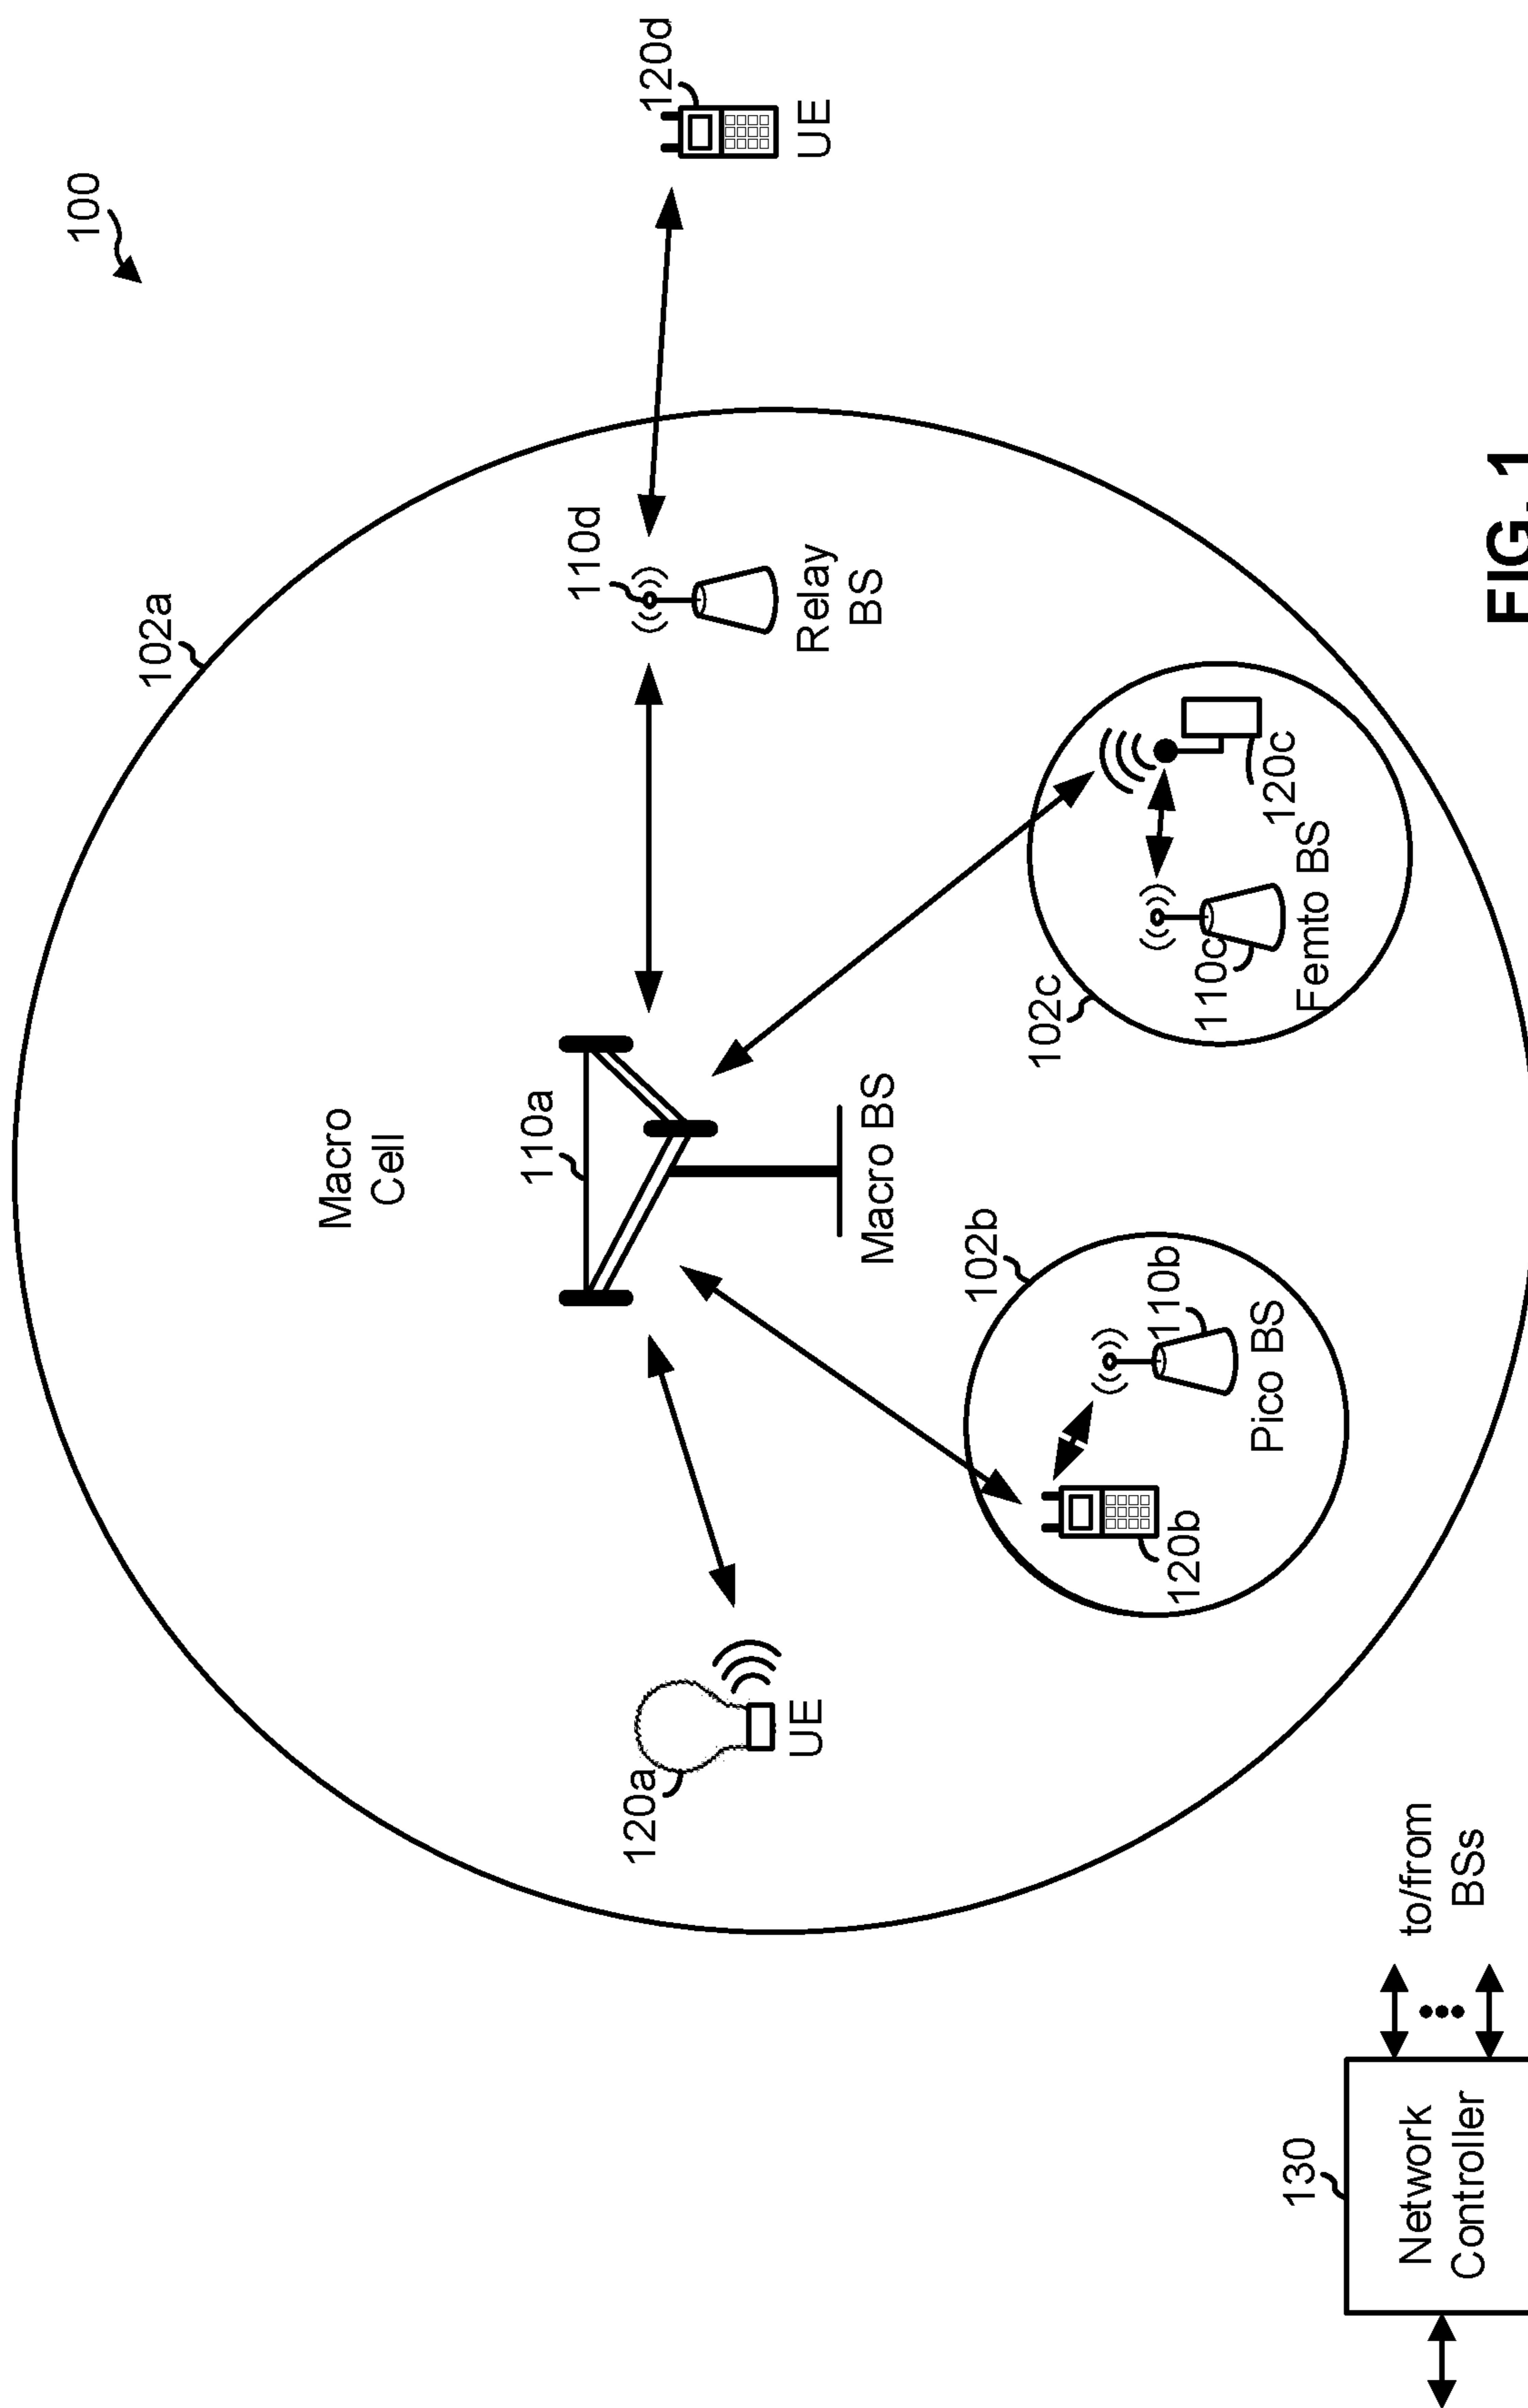 100
102a
Macro
Cell
110a
110d
120d
120a
UE
Macro BS
Relay
BS
UE
102b
102c
110b
120b
Pico BS
110c
120c
Femto BS
130
Network
Controller
to/from
BSs
FIG. 1